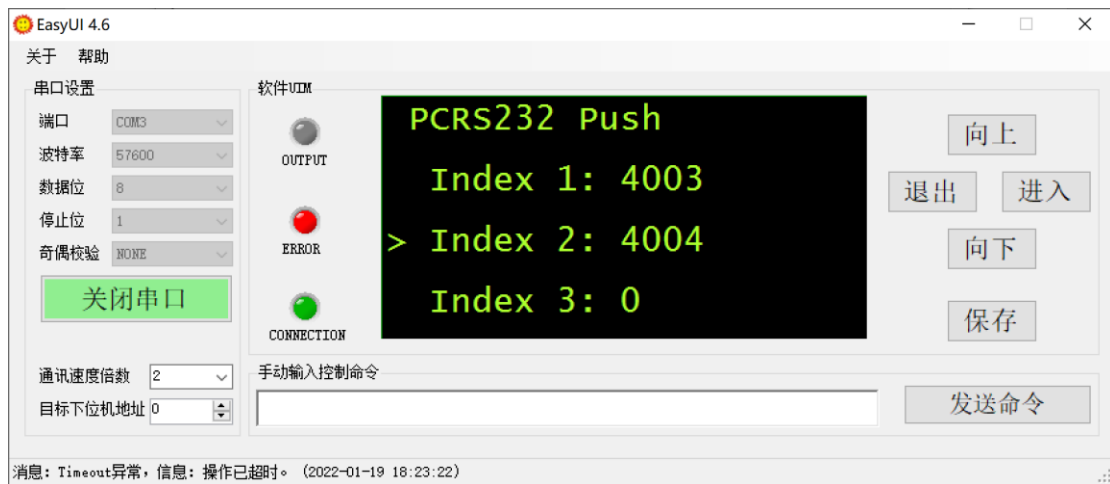 EasyUI 4.6
关于 帮助
串口设置
端口 COM3
波特率 57600
数据位 8
停止位 1
奇偶校验 NONE
关闭串口
通讯速度倍数 2
目标下位机地址 0
软件UIM
OUTPUT
ERROR
CONNECTION
PCRS232 Push
Index 1: 4003
> Index 2: 4004
Index 3: 0
向上
退出 进入
向下
保存
手动输入控制命令
发送命令
消息：Timeout异常，信息：操作已超时。 (2022-01-19 18:23:22)